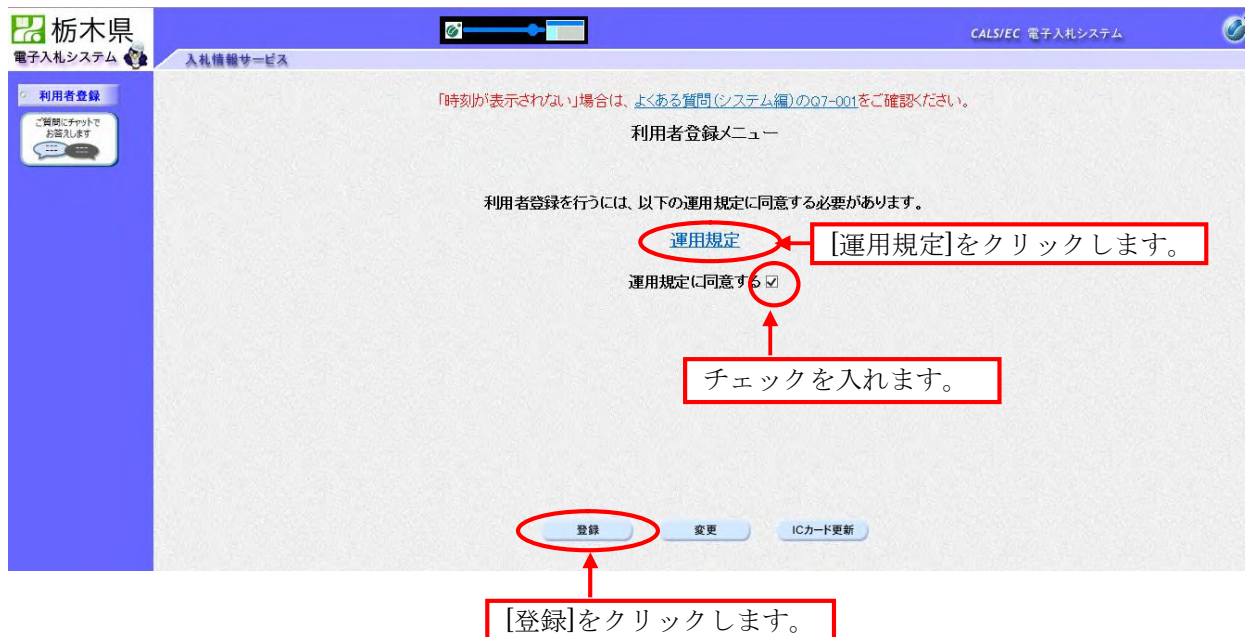 栃木県
電子入札システム
CALS/EC 電子入札システム
入札情報サービス
利用者登録
ご質問にチャットで
お答えします
「時刻が表示されない」場合は、よくある質問(システム編)のQ7-001をご確認ください。
利用者登録メニュー
利用者登録を行うには、以下の運用規定に同意する必要があります。
運用規定
[運用規定]をクリックします。
運用規定に同意する
チェックを入れます。
登録
変更
ICカード更新
[登録]をクリックします。